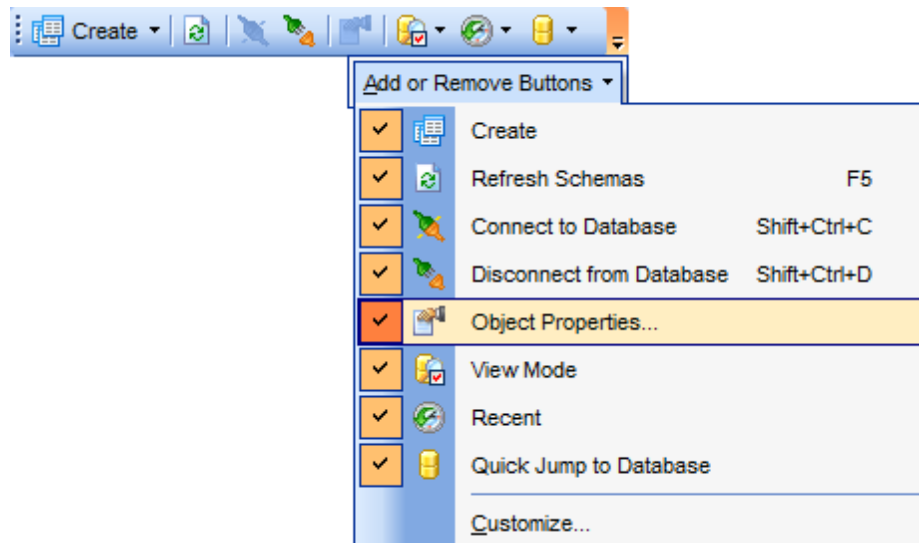 Create
Add or Remove Buttons
Create
Refresh Schemas F5
Connect to Database Shift+Ctrl+C
Disconnect from Database Shift+Ctrl+D
Object Properties...
View Mode
Recent
Quick Jump to Database
Customize...